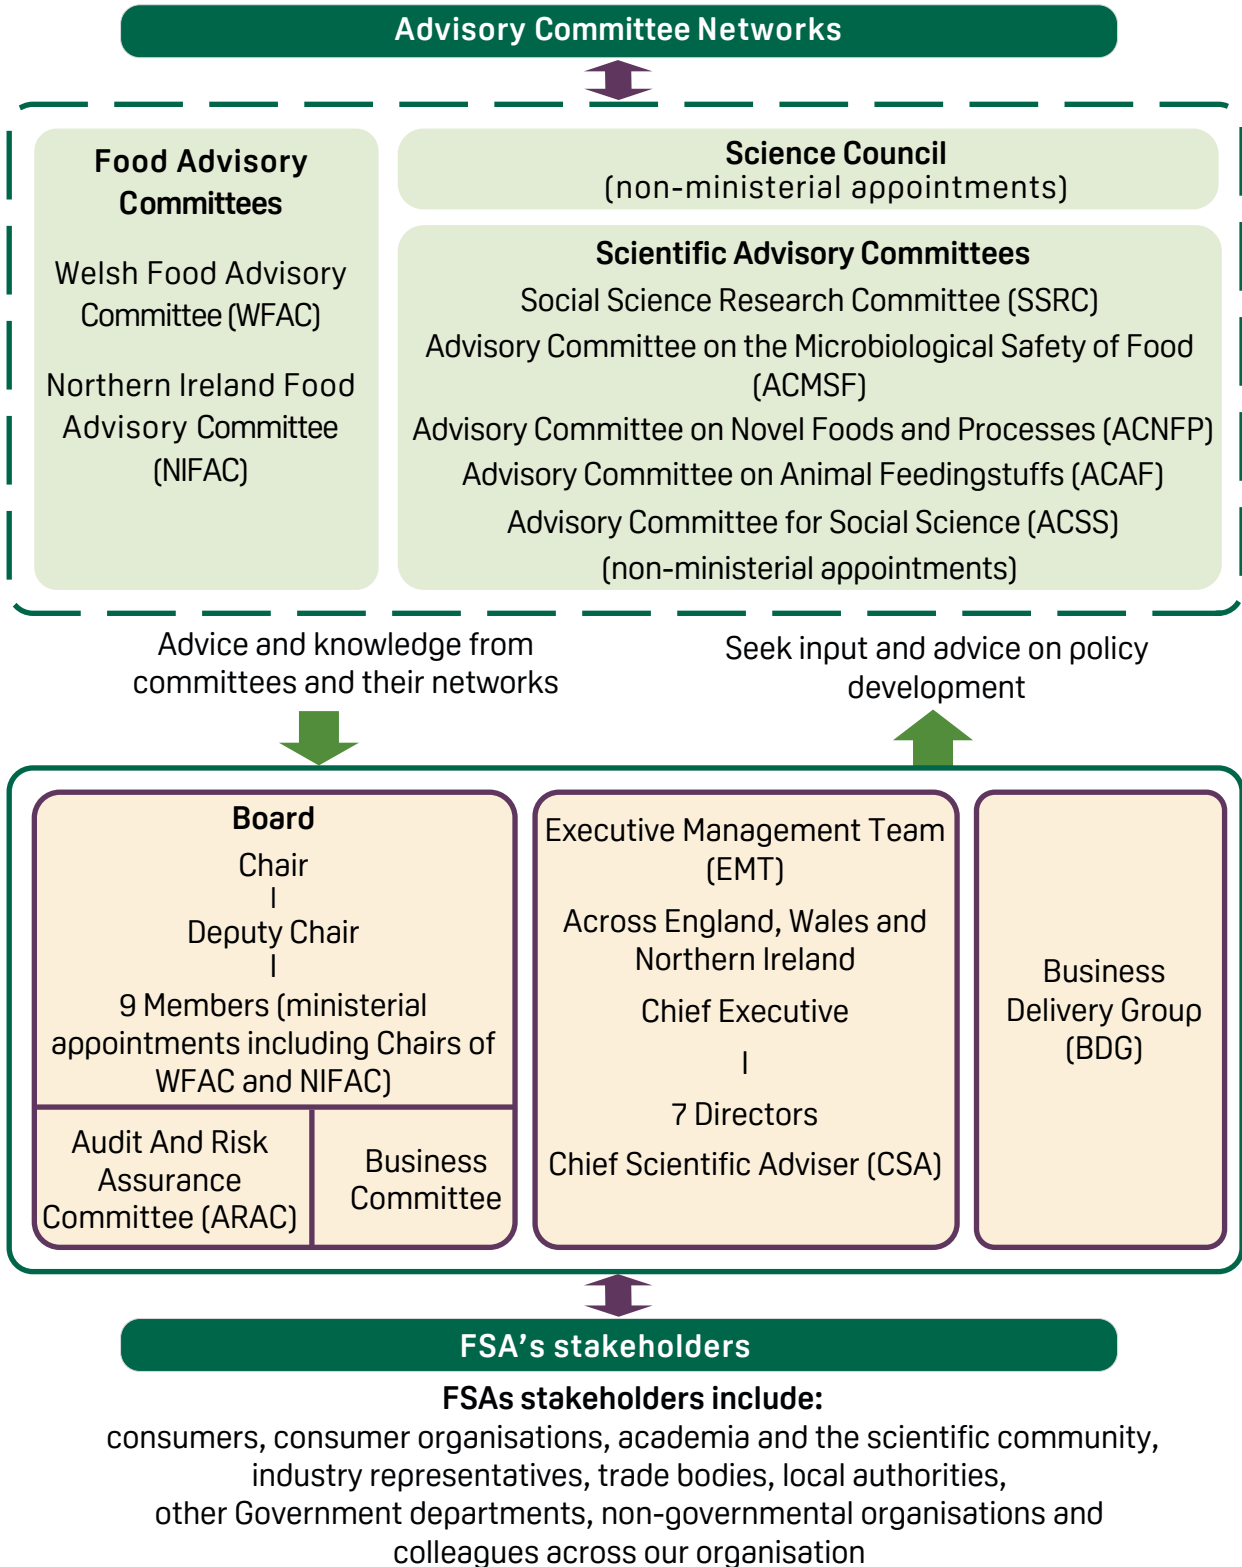 Advisory Committee Networks
Food Advisory
Committees
Welsh Food Advisory
Committee (WFAC)
Northern Ireland Food
Advisory Committee
(NIFAC)
Science Council
(non-ministerial appointments)
Scientific Advisory Committees
Social Science Research Committee (SSRC)
Advisory Committee on the Microbiological Safety of Food
(ACMSF)
Advisory Committee on Novel Foods and Processes (ACNFP)
Advisory Committee on Animal Feedingstuffs (ACAF)
Advisory Committee for Social Science (ACSS)
(non-ministerial appointments)
Advice and knowledge from
committees and their networks
Seek input and advice on policy
development
Board
Chair
Deputy Chair
9 Members (ministerial
appointments including Chairs of
WFAC and NIFAC)
Audit And Risk
Assurance
Committee (ARAC)
Business
Committee
Executive Management Team
(EMT)
Across England, Wales and
Northern Ireland
Chief Executive
7 Directors
Chief Scientific Adviser (CSA)
Business
Delivery Group
(BDG)
FSA's stakeholders
FSAs stakeholders include:
consumers, consumer organisations, academia and the scientific community,
industry representatives, trade bodies, local authorities,
other Government departments, non-governmental organisations and
colleagues across our organisation